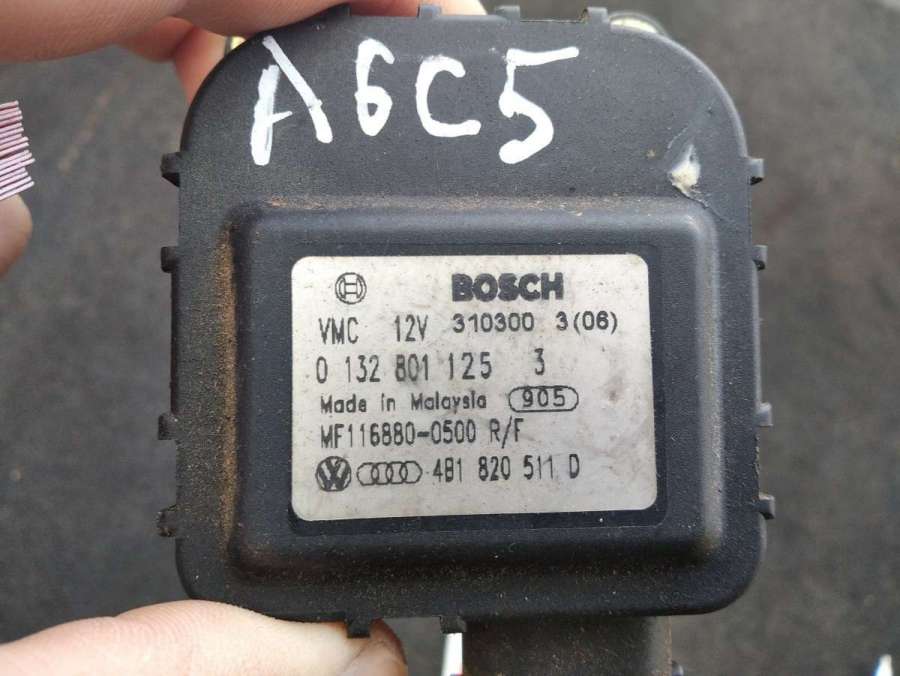 A6C5
BOSCH
VMC 12V 310300 3(06)
0 132 801 125 3
Made in Malaysia 905
MF116880-0500 R/F
4B1 820 511 D